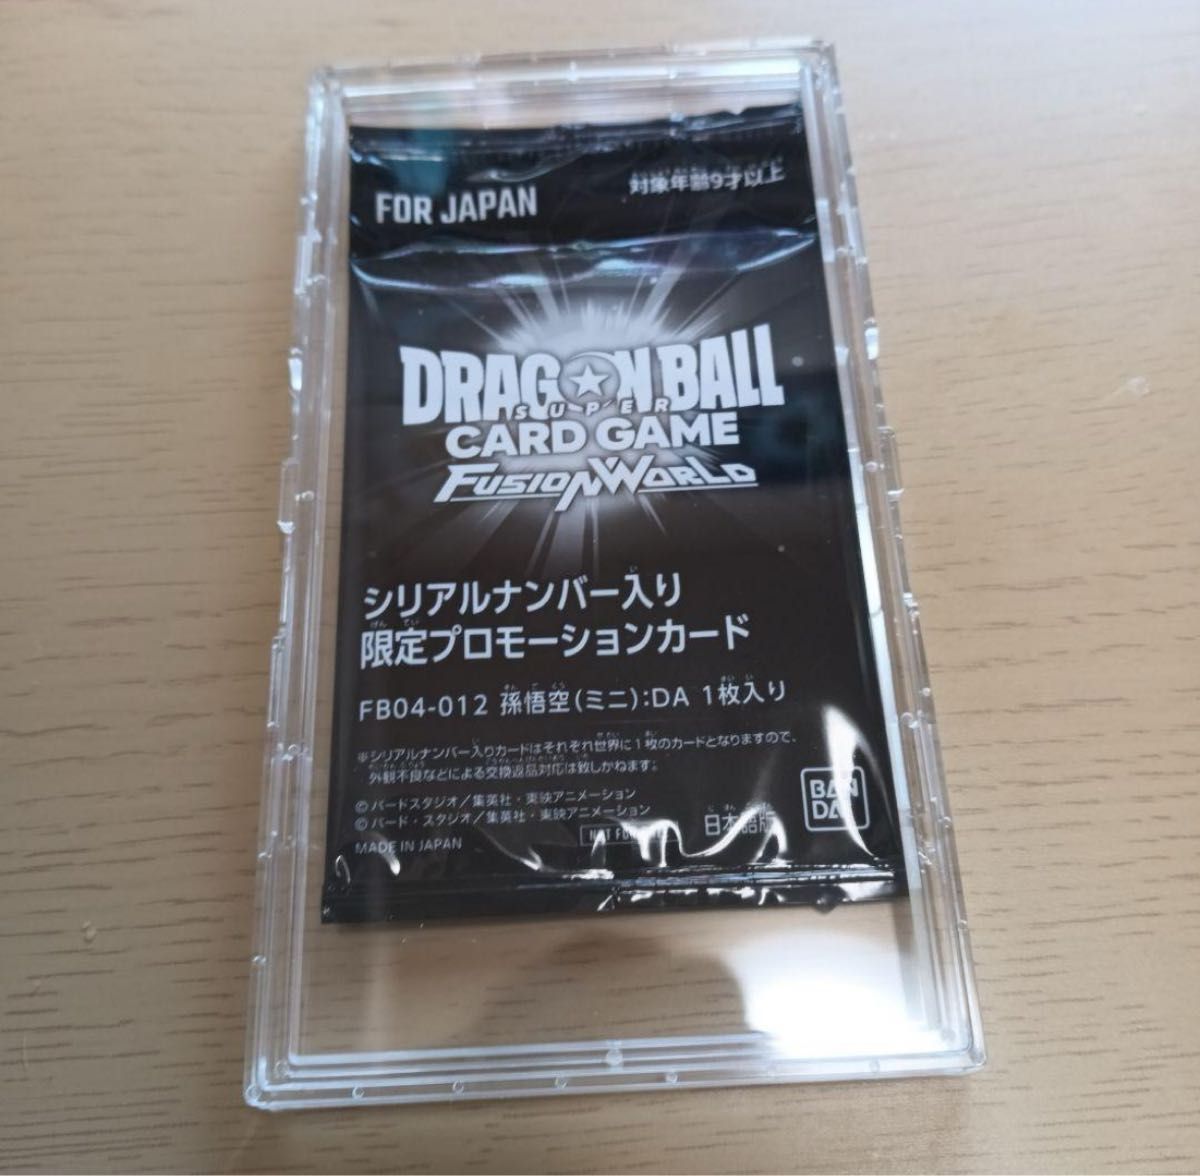 FOR JAPAN
対象年齢9才以上
DRAGON BALL
SUPER
CARD GAME
FUSION WORLD
シリアルナンバー入り
限定プロモーションカード
FB04-012 孫悟空(ミニ):DA 1枚入り
※シリアルナンバー入りカードはそれぞれ世界に1枚のカードとなりますので、
外観不良などによる交換返品対応は致しかねます。
©バードスタジオ/集英社・東映アニメーション
©バード・スタジオ/集英社・東映アニメーション
MADE IN JAPAN
NOT FOR
日本語版
BANDAI